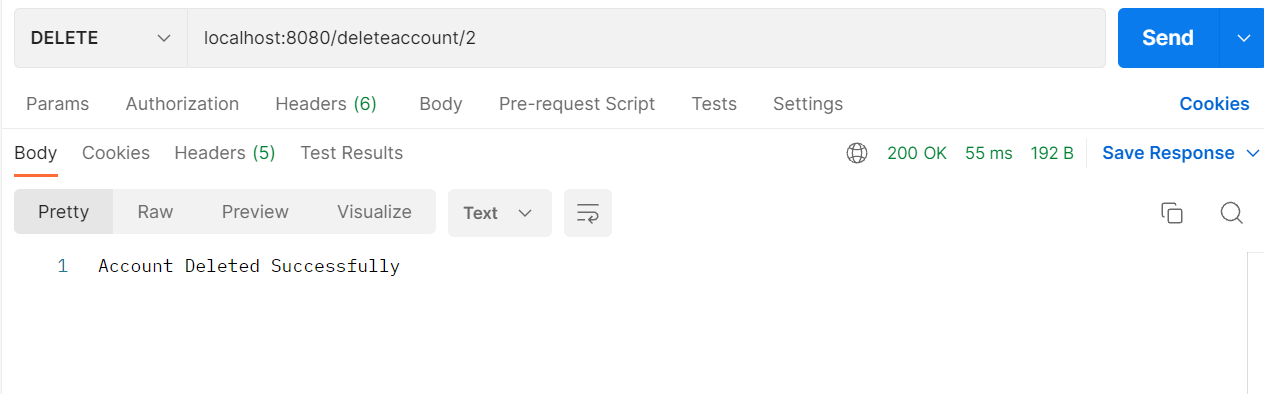 DELETE localhost:8080/deleteaccount/2 Send
Params Authorization Headers (6) Body Pre-request Script Tests Settings Cookies
Body Cookies Headers (5) Test Results 200 OK 55 ms 192 B Save Response
Pretty Raw Preview Visualize Text
1 Account Deleted Successfully